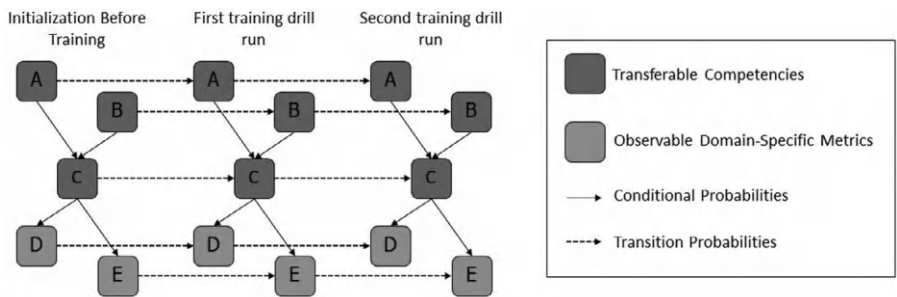 Initialization Before
Training
First training drill
run
Second training drill
run
A
A
A
B
B
B
C
C
C
D
D
D
E
E
E
Transferable Competencies
Observable Domain-Specific Metrics
Conditional Probabilities
Transition Probabilities